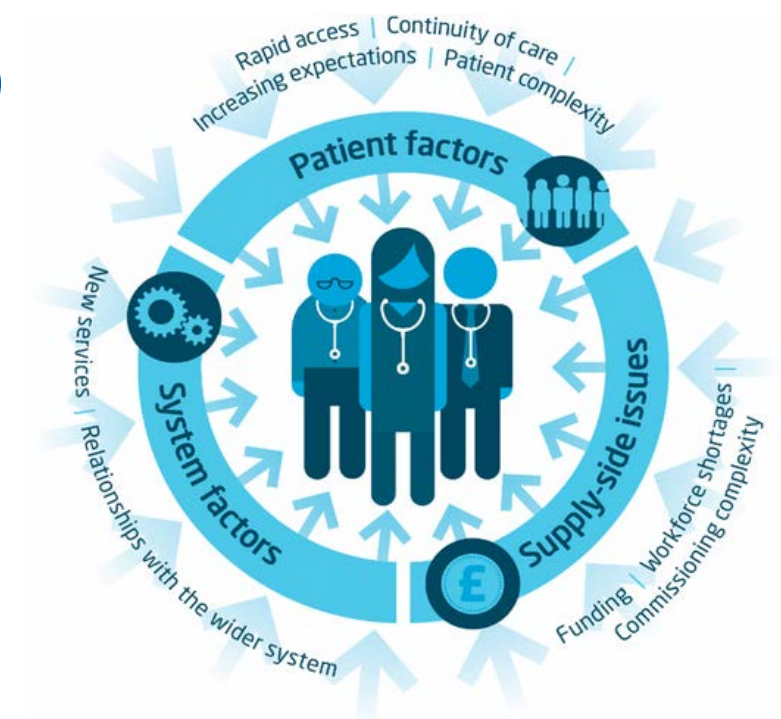 Rapid access | Continuity of care |
Increasing expectations | Patient complexity
Patient factors
New services | Relationships with the wider system
System factors
Supply-side issues
Funding | Workforce shortages |
Commissioning complexity
£